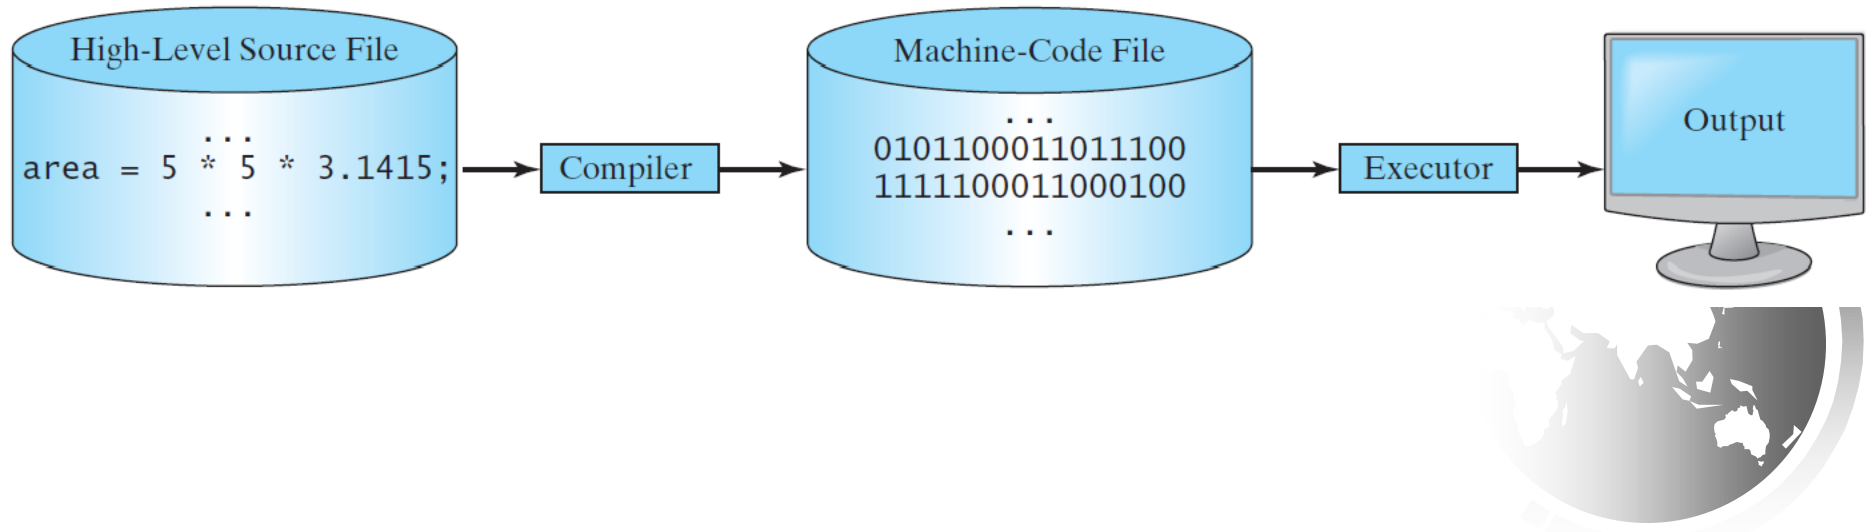 High-Level Source File
...
area = 5 * 5 * 3.1415;
...
Compiler
Machine-Code File
...
0101100011011100
1111100011000100
...
Executor
Output